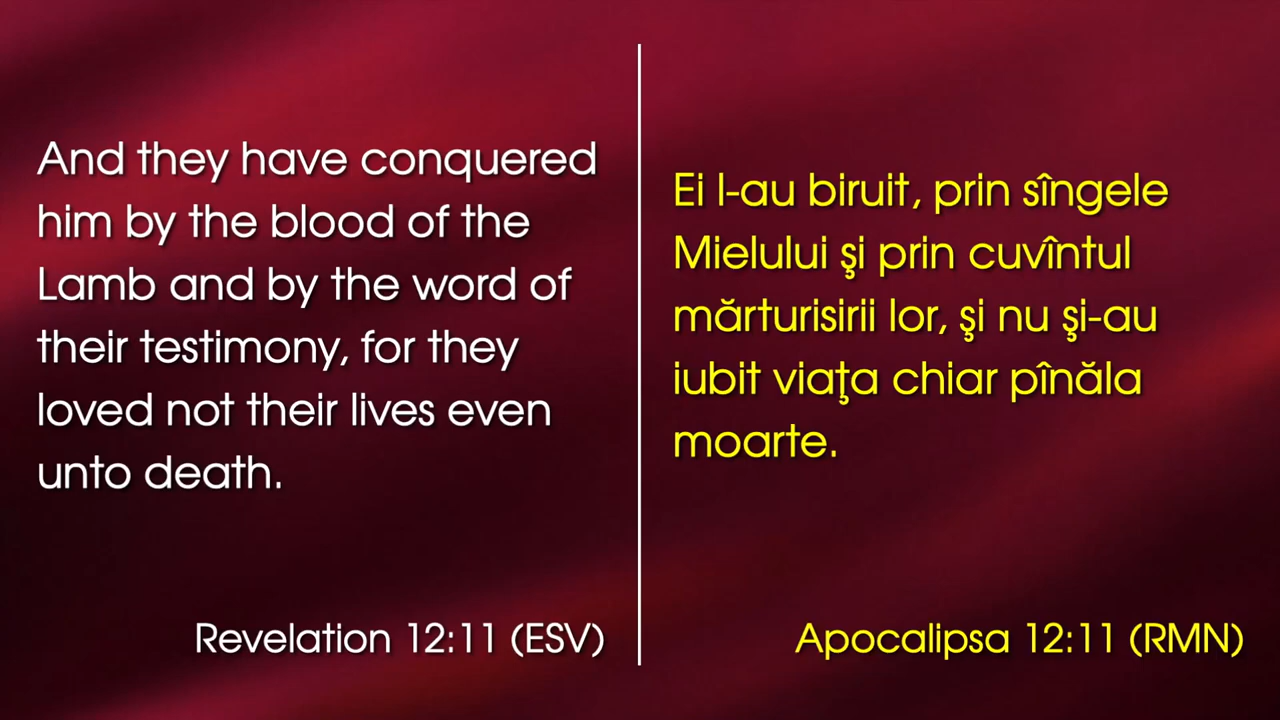 And they have conquered
him by the blood of the
Lamb and by the word of
their testimony, for they
loved not their lives even
unto death.
Revelation 12:11 (ESV)
Ei l-au biruit, prin sîngele
Mielului şi prin cuvîntul
mărturisirii lor, şi nu şi-au
iubit viaţa chiar pînăla
moarte.
Apocalipsa 12:11 (RMN)